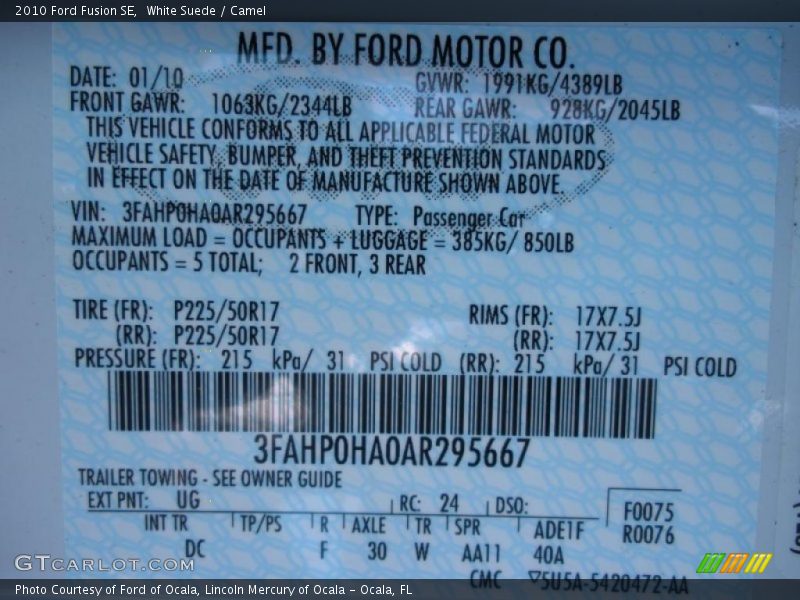 2010 Ford Fusion SE, White Suede / Camel
MFD. BY FORD MOTOR CO.
DATE: 01/10 GVWR: 1991KG/4389LB
FRONT GAWR: 1063KG/2344LB REAR GAWR: 928KG/2045LB
THIS VEHICLE CONFORMS TO ALL APPLICABLE FEDERAL MOTOR
VEHICLE SAFETY, BUMPER, AND THEFT PREVENTION STANDARDS
IN EFFECT ON THE DATE OF MANUFACTURE SHOWN ABOVE.
VIN: 3FAHP0HA0AR295667 TYPE: Passenger Car
MAXIMUM LOAD = OCCUPANTS + LUGGAGE = 385KG/ 850LB
OCCUPANTS = 5 TOTAL; 2 FRONT, 3 REAR
TIRE (FR): P225/50R17 RIMS (FR): 17X7.5J
(RR): P225/50R17 (RR): 17X7.5J
PRESSURE (FR): 215 kPa/ 31 PSI COLD (RR): 215 kPa/ 31 PSI COLD
3FAHP0HA0AR295667
TRAILER TOWING - SEE OWNER GUIDE
EXT PNT: UG RC: 24 DSO: F0075
INT TR TP/PS R AXLE TR SPR ADE1F R0076
DC F 30 W AA11 40A
CMC ▽5U5A-5420472-AA
GTCARLOT.COM
Photo Courtesy of Ford of Ocala, Lincoln Mercury of Ocala – Ocala, FL